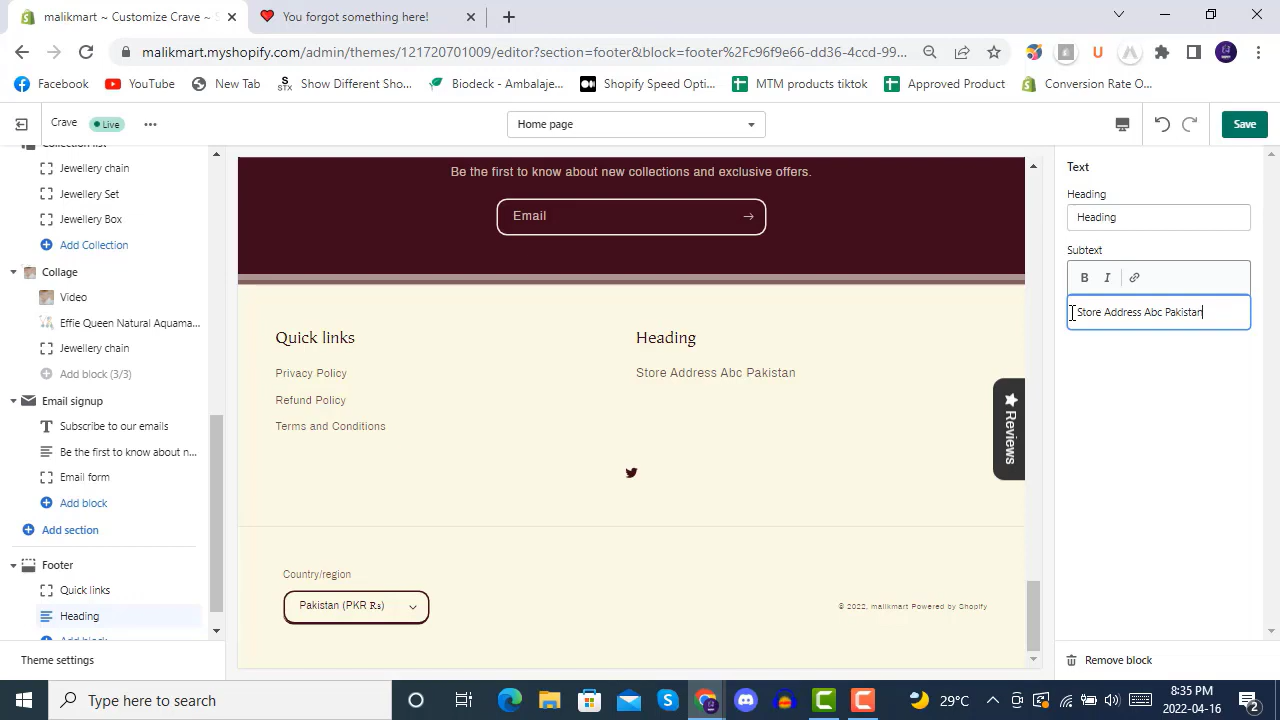 malikmart ~ Customize Crave ~ S
You forgot something here!
malikmart.myshopify.com/admin/themes/121720701009/editor?section=footer&block=footer%2Fc96f9e66-dd36-4ccd-99...
Facebook
YouTube
New Tab
STX
Show Different Sho...
Biodeck - Ambalaje...
Shopify Speed Opti...
MTM products tiktok
Approved Product
Conversion Rate O...
Crave
Live
Home page
Save
Collection list
Jewellery chain
Jewellery Set
Jewellery Box
Add Collection
Collage
Video
Effie Queen Natural Aquama...
Jewellery chain
Add block (3/3)
Email signup
Subscribe to our emails
Be the first to know about n...
Email form
Add block
Add section
Footer
Quick links
Heading
Add block
Theme settings
Be the first to know about new collections and exclusive offers.
Email
Quick links
Privacy Policy
Refund Policy
Terms and Conditions
Heading
Store Address Abc Pakistan
Reviews
Country/region
Pakistan (PKR ₨)
© 2022, malikmart Powered by Shopify
Text
Heading
Heading
Subtext
B I
Store Address Abc Pakistan
Remove block
Type here to search
29°C
8:35 PM
2022-04-16
2